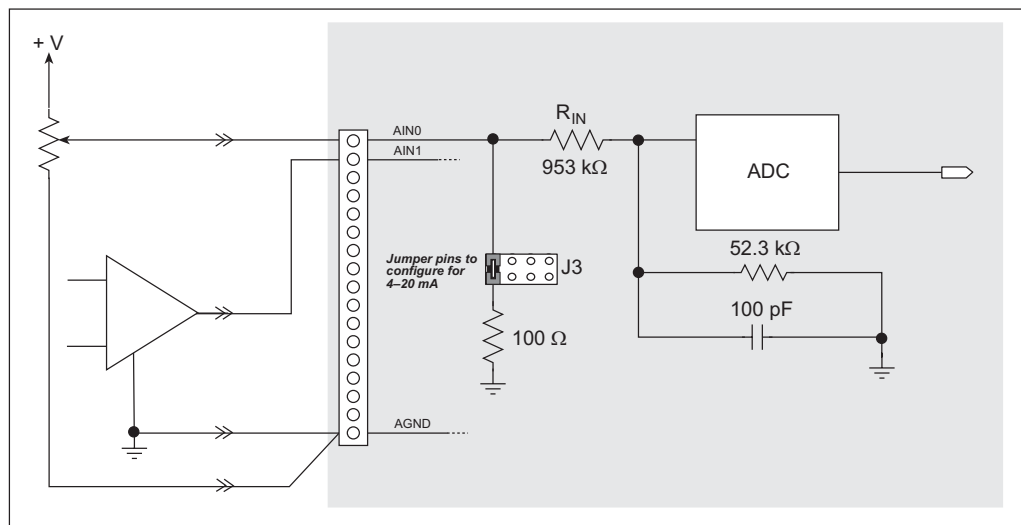 + V
AIN0
AIN1
R_IN
953 kΩ
ADC
Jumper pins to
configure for
4–20 mA
J3
52.3 kΩ
100 Ω
100 pF
AGND